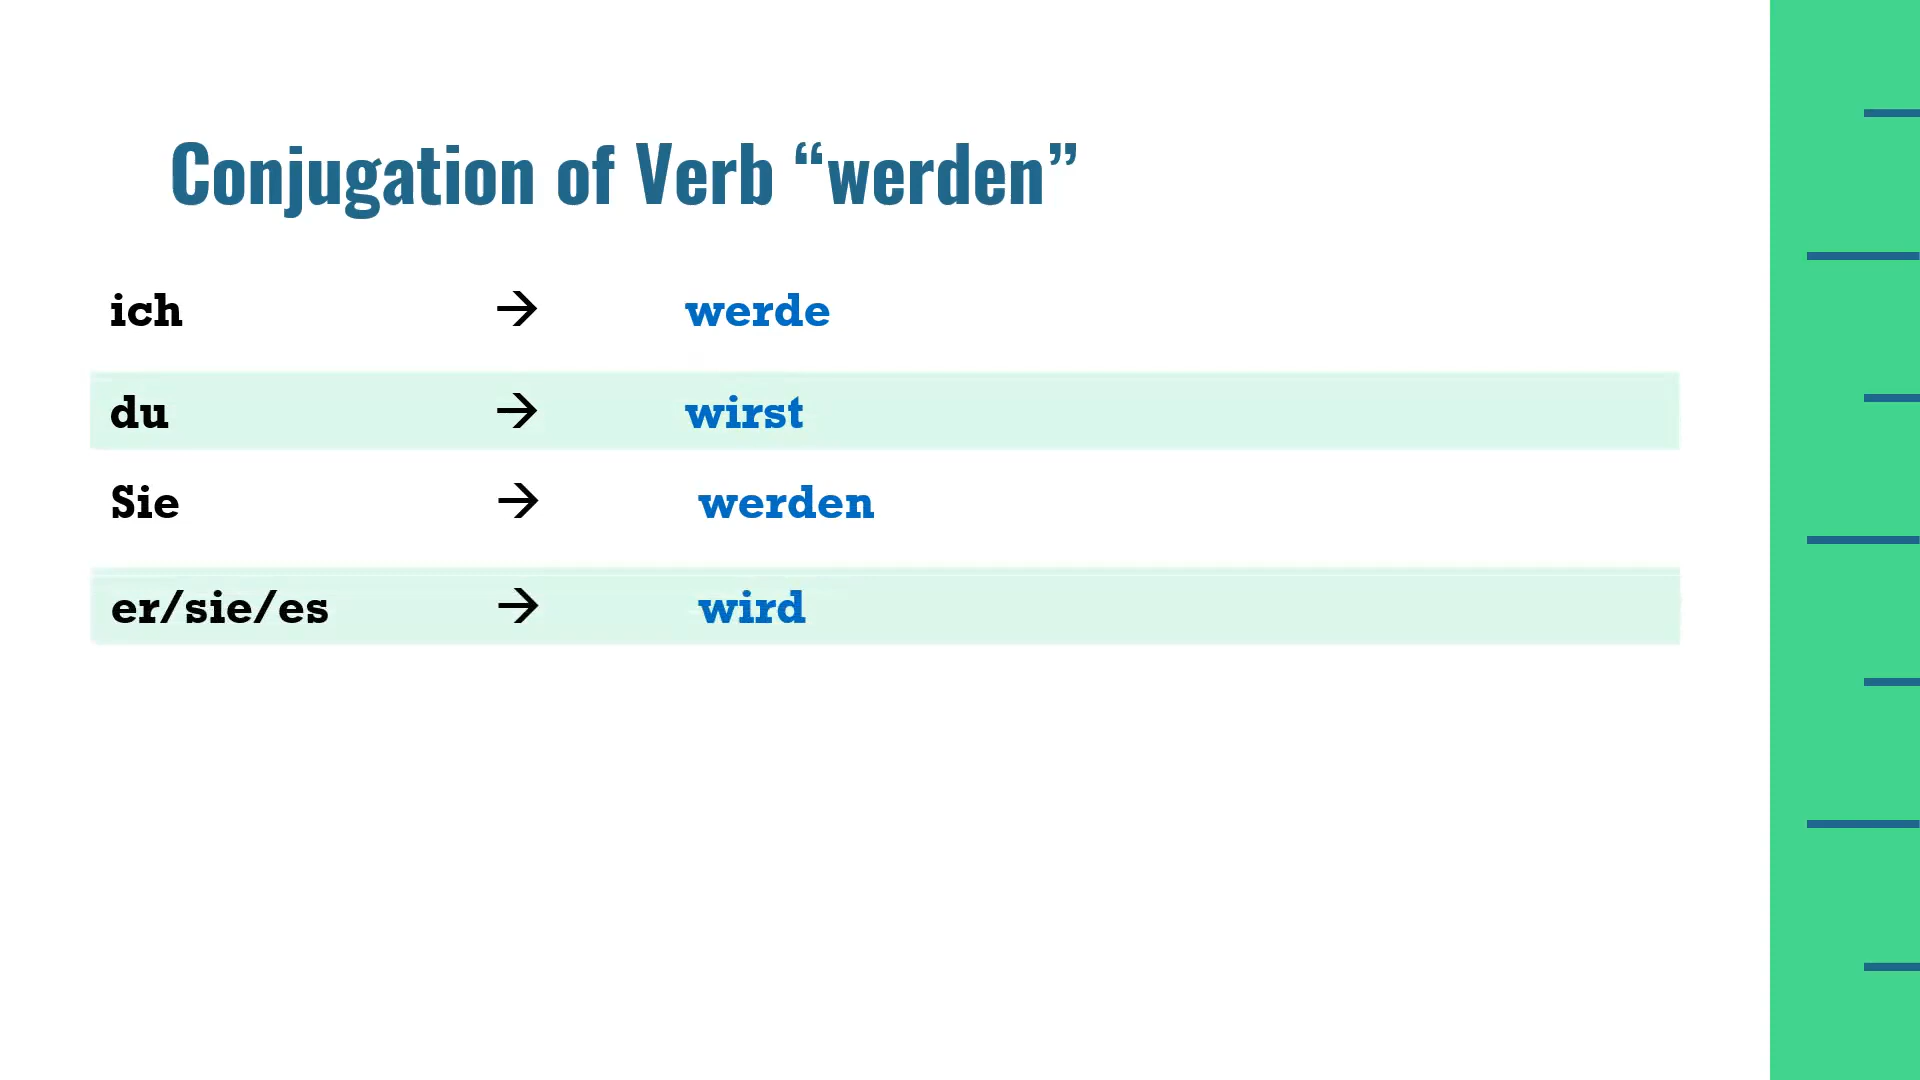 Conjugation of Verb “werden”
ich → werde
du → wirst
Sie → werden
er/sie/es → wird